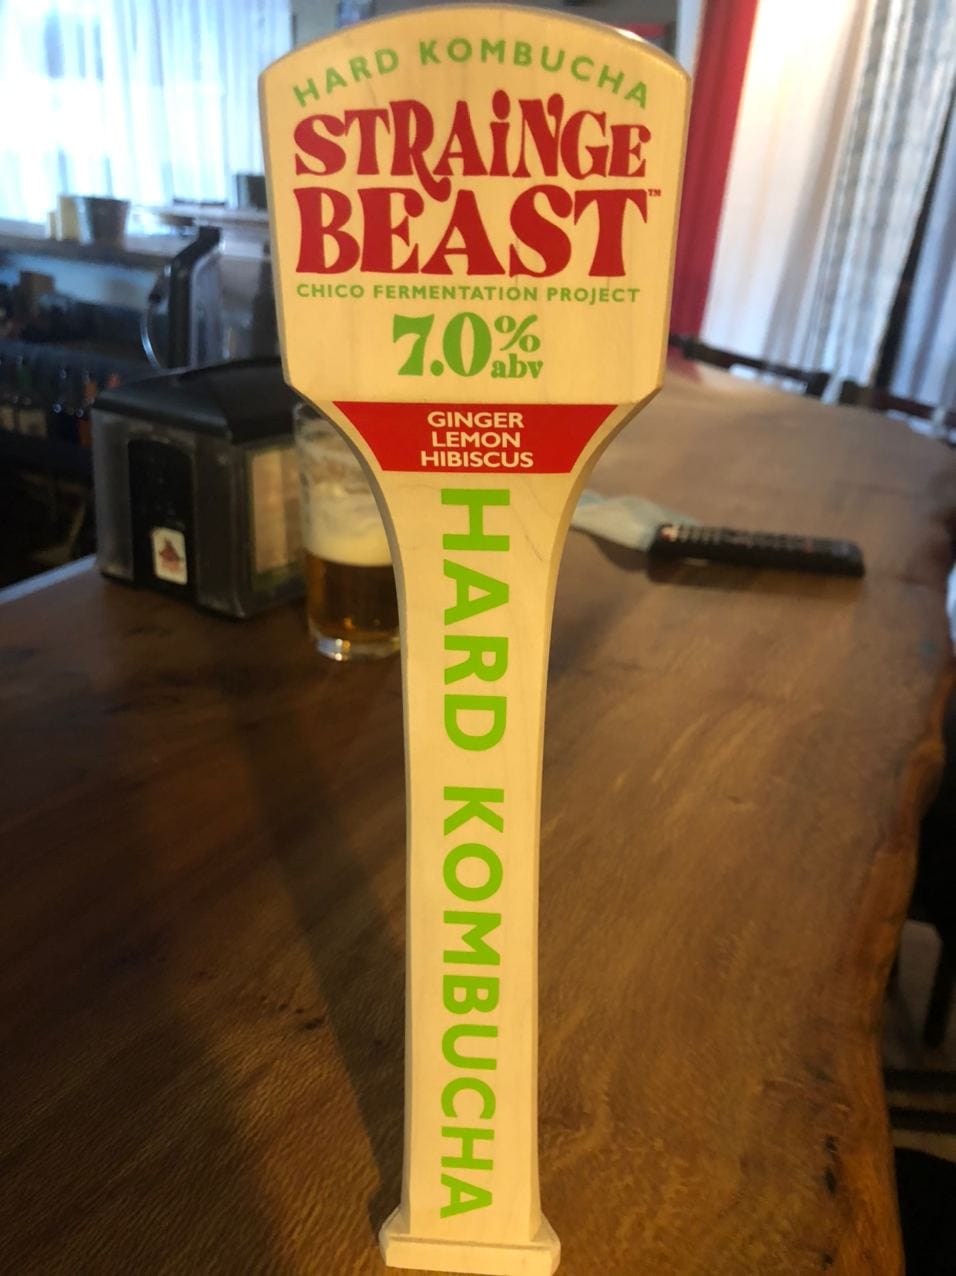 HARD KOMBUCHA
STRAiNGE
BEAST™
CHICO FERMENTATION PROJECT
7.0% abv
GINGER
LEMON
HIBISCUS
HARD KOMBUCHA